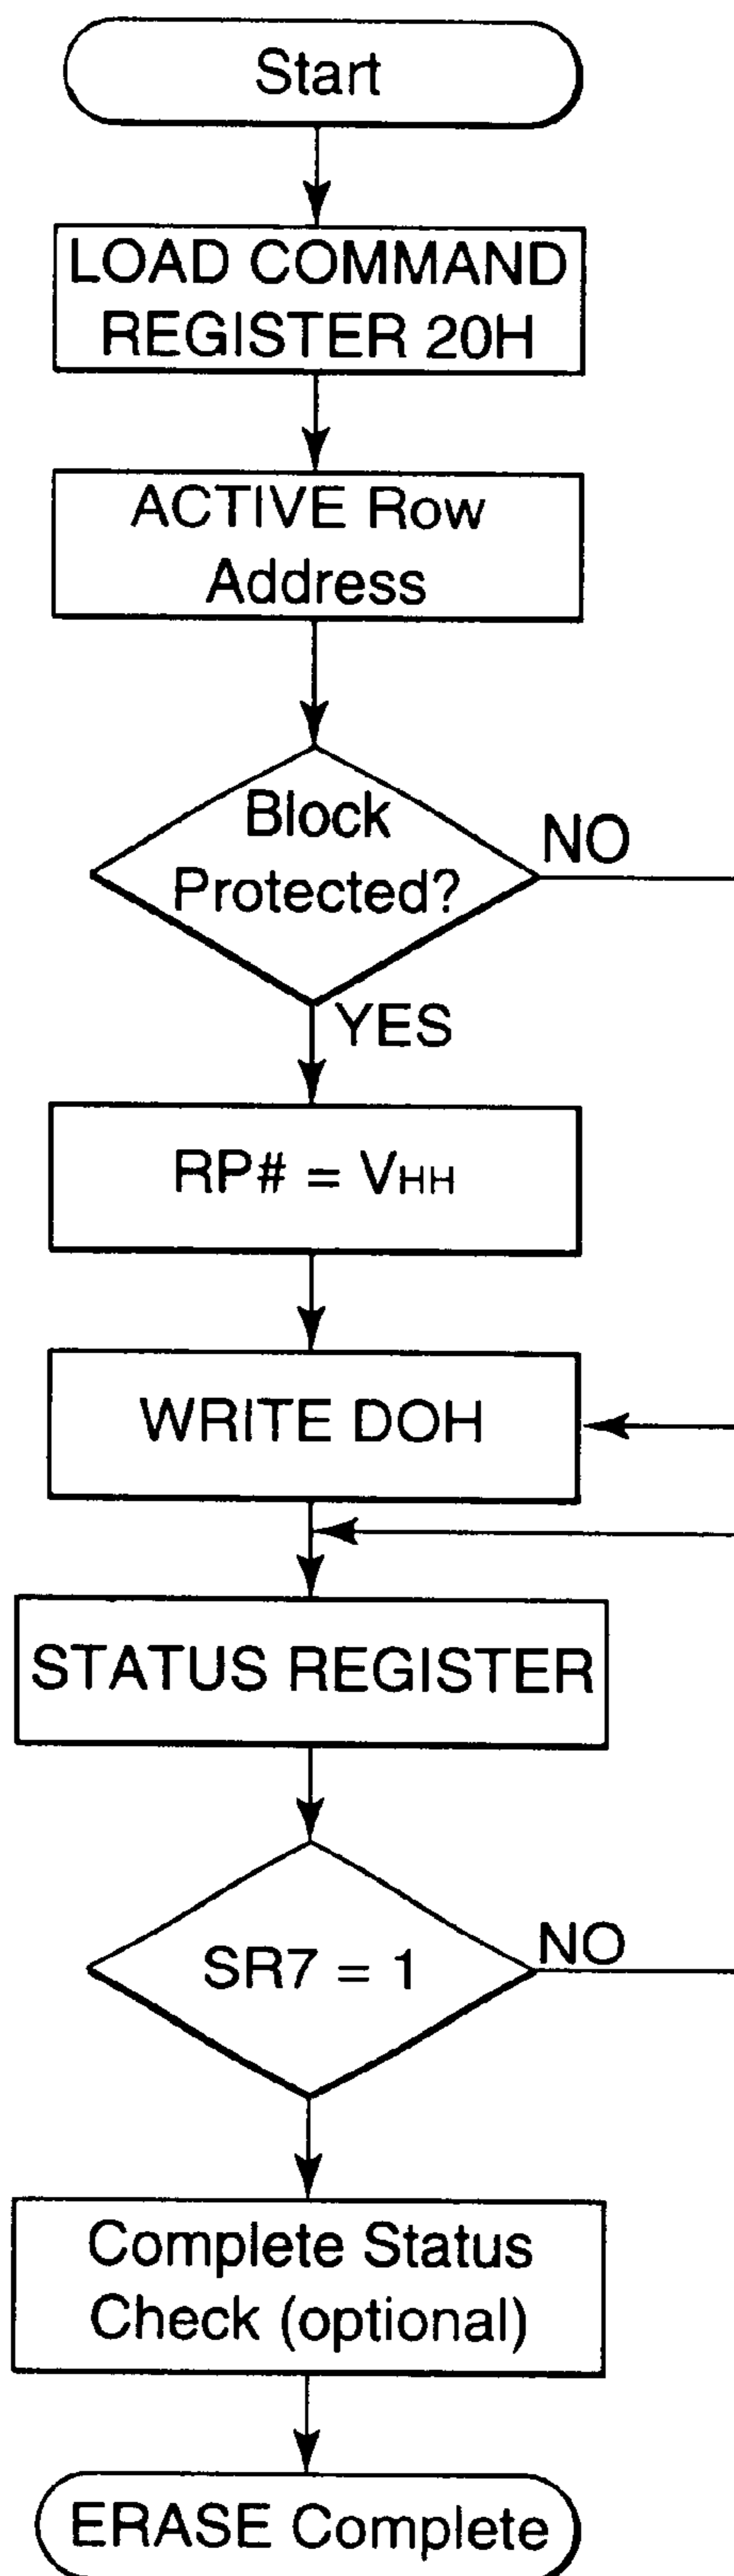 Start
LOAD COMMAND
REGISTER 20H
ACTIVE Row
Address
Block
Protected?
NO
YES
RP# = VHH
WRITE DOH
STATUS REGISTER
SR7 = 1
NO
Complete Status
Check (optional)
ERASE Complete